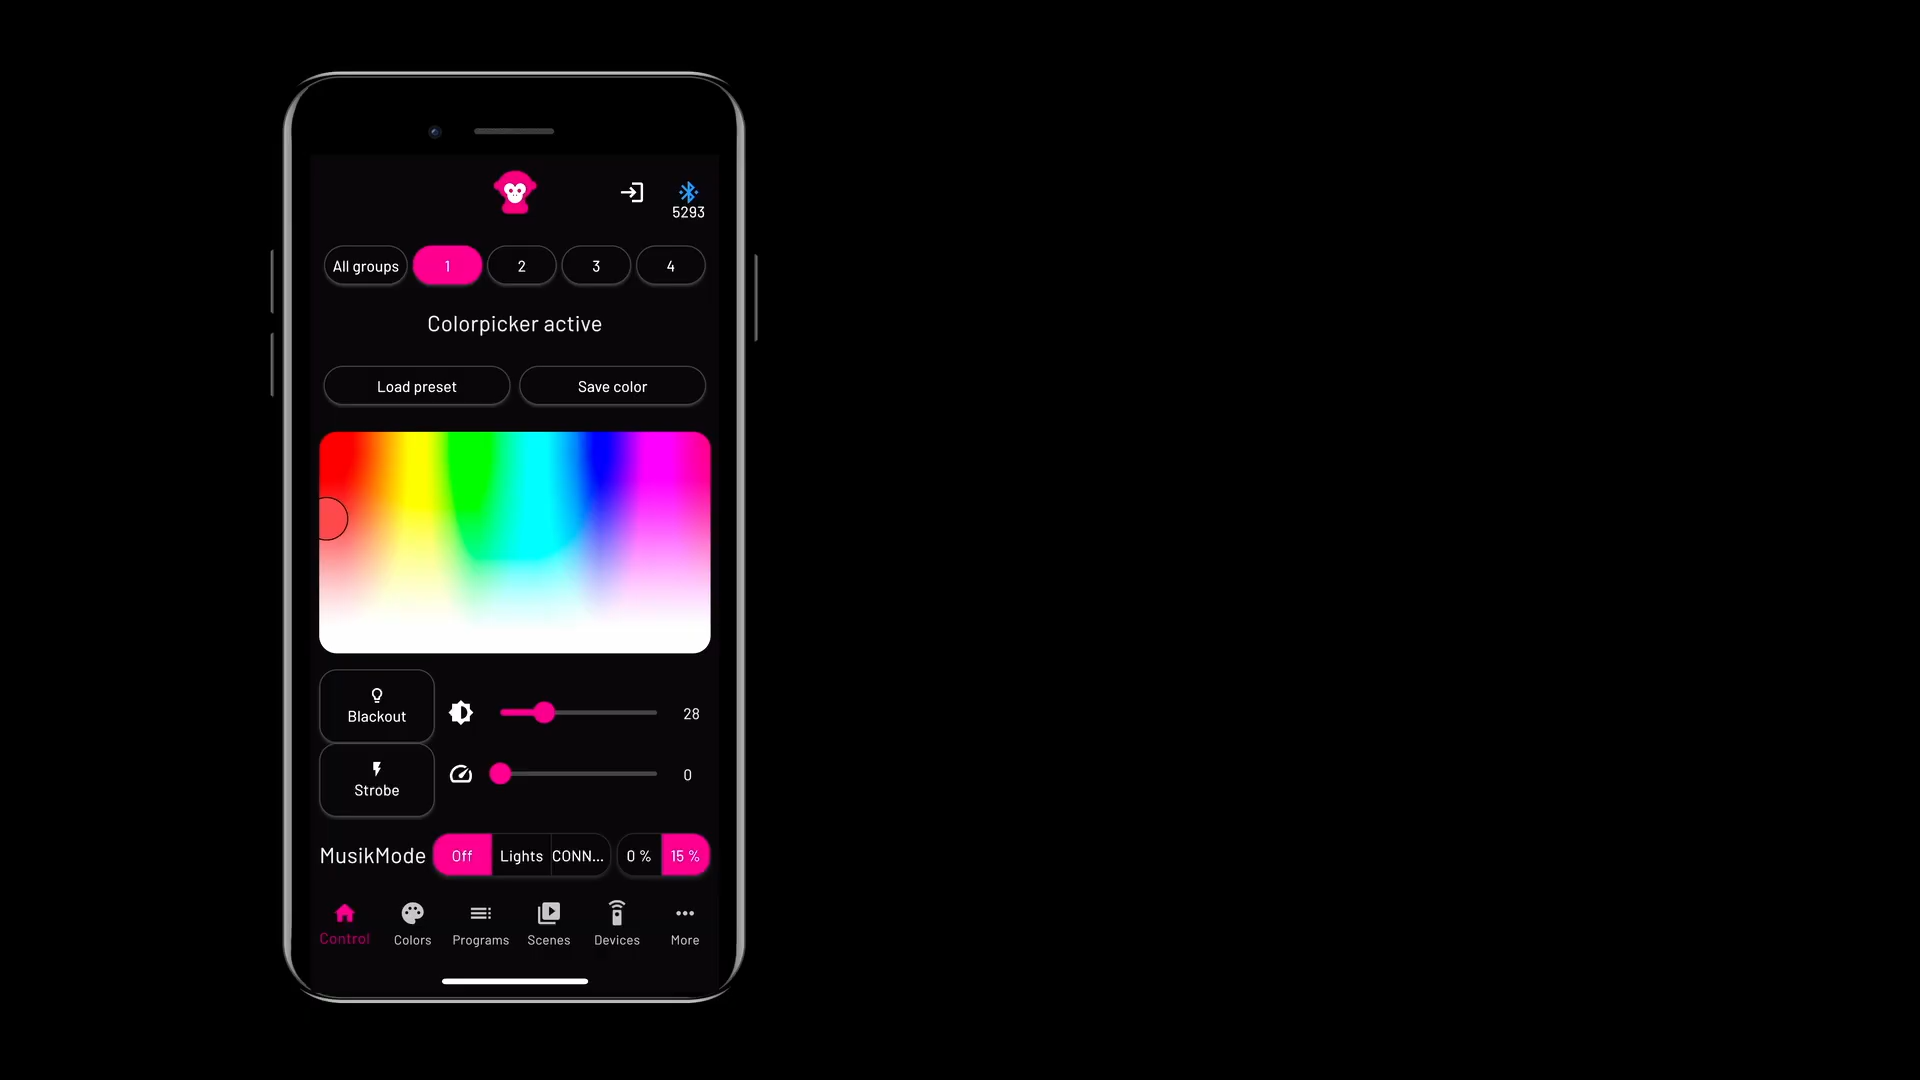 5293
All groups 1 2 3 4
Colorpicker active
Load preset Save color
Blackout
28
Strobe
0
MusikMode Off Lights CONN... 0 % 15 %
Control Colors Programs Scenes Devices More